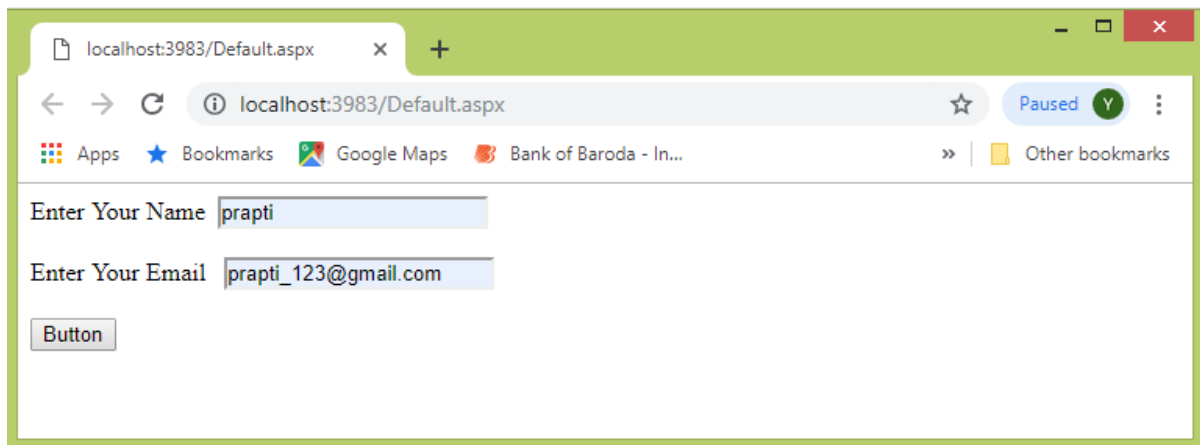 localhost:3983/Default.aspx
localhost:3983/Default.aspx Paused Y
Apps Bookmarks Google Maps Bank of Baroda - In... » Other bookmarks
Enter Your Name prapti
Enter Your Email prapti_123@gmail.com
Button